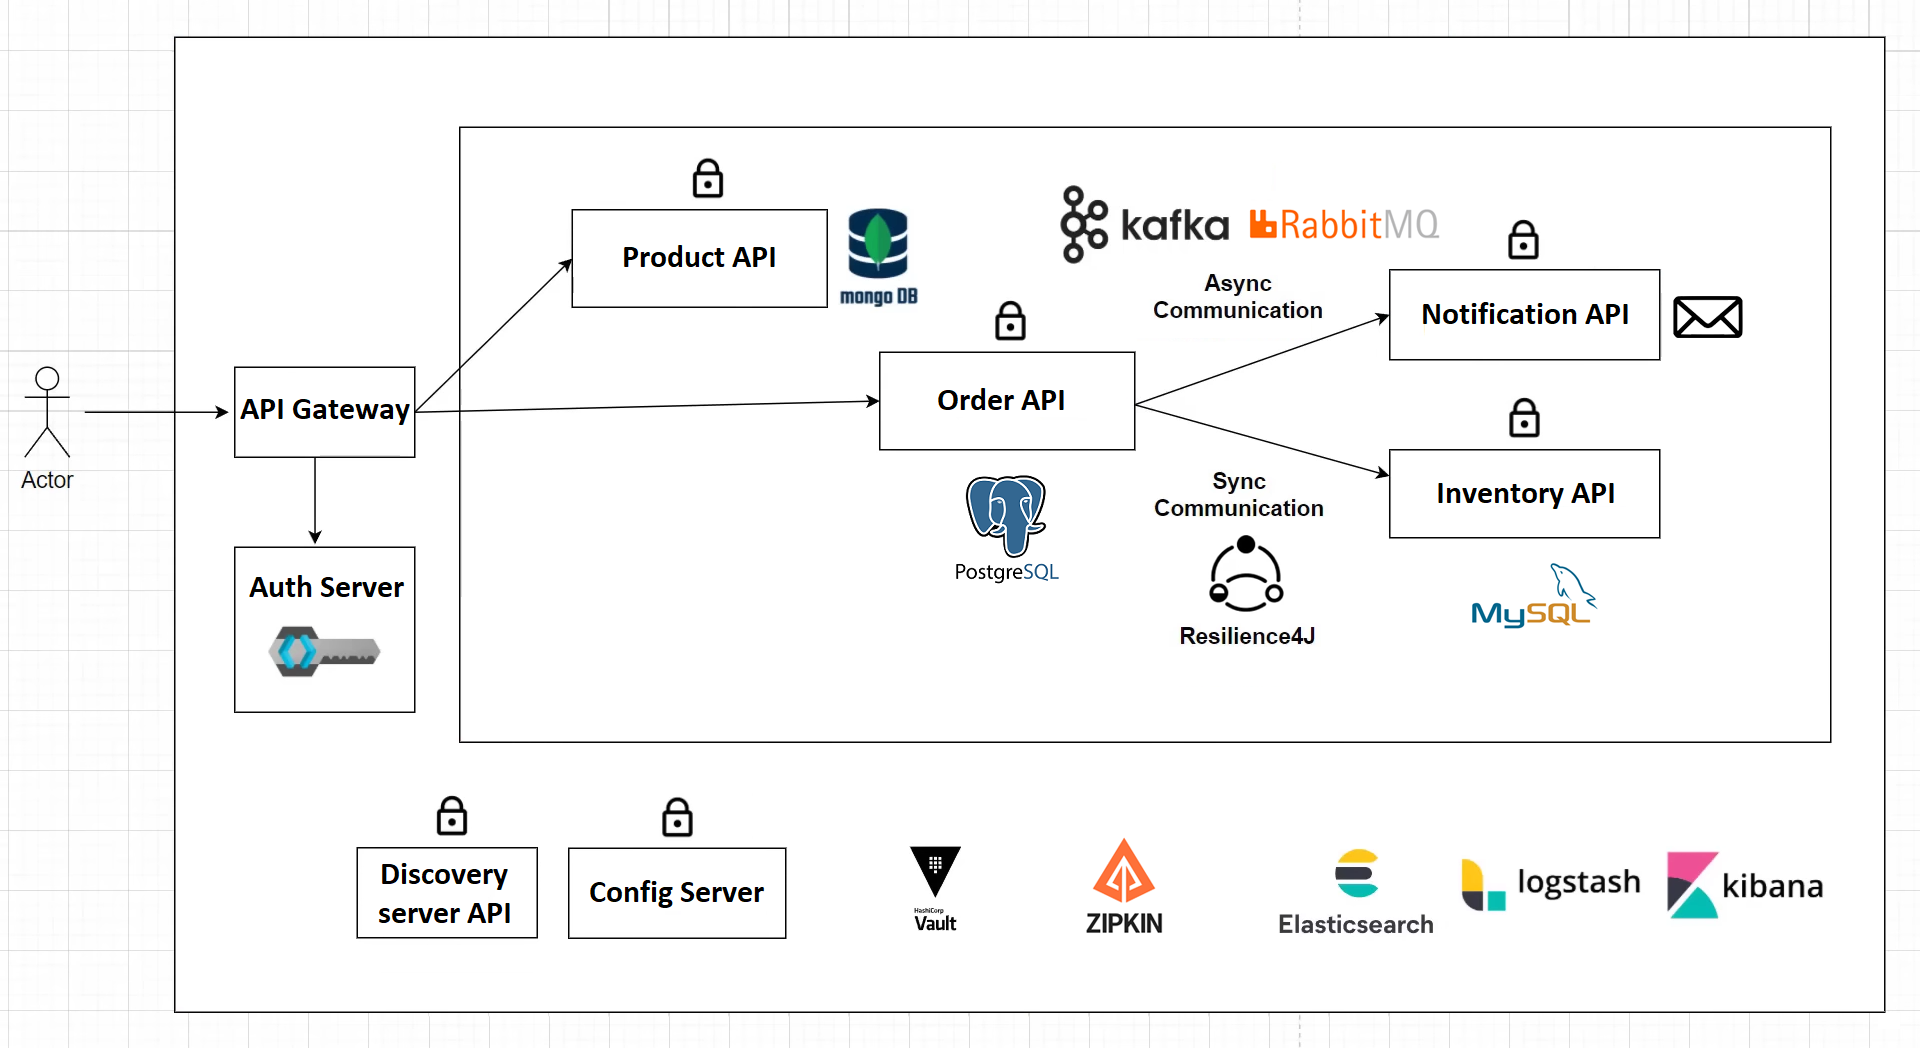 Product API
mongo DB
kafka
RabbitMQ
Async
Communication
Notification API
API Gateway
Order API
Actor
Sync
Communication
Inventory API
PostgreSQL
Auth Server
Resilience4J
MySQL
Discovery
server API
Config Server
HashiCorp
Vault
ZIPKIN
Elasticsearch
logstash
kibana